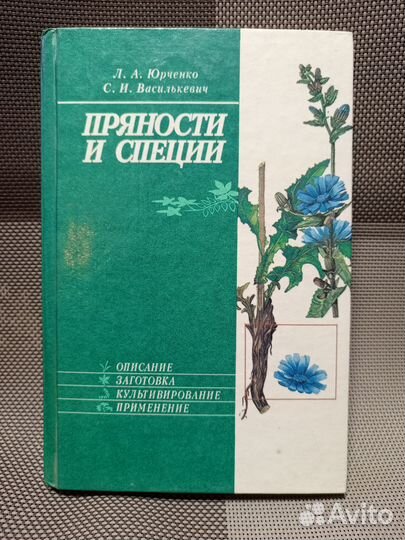 Л. А. Юрченко
С. И. Василькевич
ПРЯНОСТИ
И СПЕЦИИ
ОПИСАНИЕ
ЗАГОТОВКА
КУЛЬТИВИРОВАНИЕ
ПРИМЕНЕНИЕ
Avito